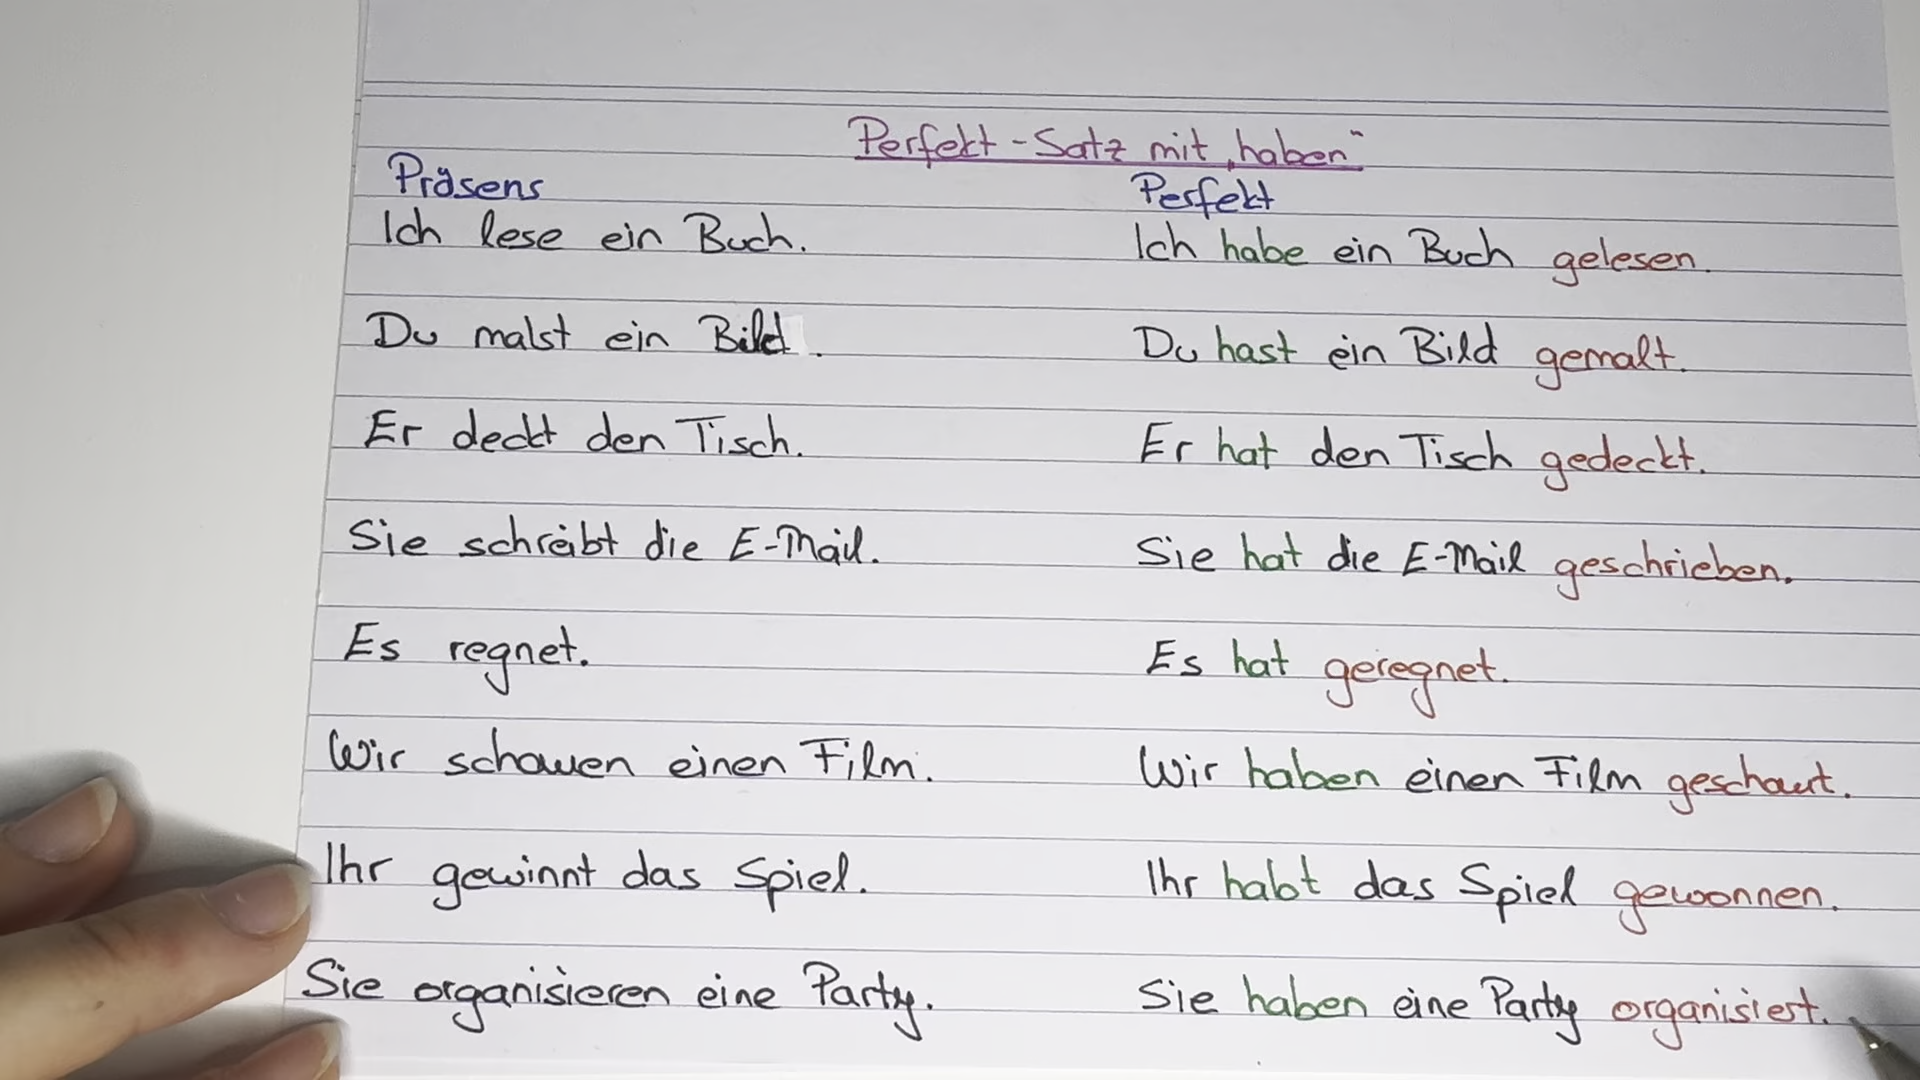 Perfekt-Satz mit „haben“
Präsens Perfekt
Ich lese ein Buch. Ich habe ein Buch gelesen.
Du malst ein Bild. Du hast ein Bild gemalt.
Er deckt den Tisch. Er hat den Tisch gedeckt.
Sie schreibt die E-Mail. Sie hat die E-Mail geschrieben.
Es regnet. Es hat geregnet.
Wir schauen einen Film. Wir haben einen Film geschaut.
Ihr gewinnt das Spiel. Ihr habt das Spiel gewonnen.
Sie organisieren eine Party. Sie haben eine Party organisiert.